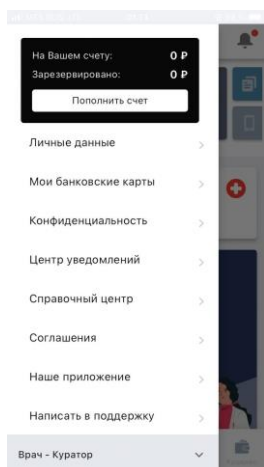 На Вашем счету: 0 ₽
Зарезервировано: 0 ₽
Пополнить счет
Личные данные
Мои банковские карты
Конфиденциальность
Центр уведомлений
Справочный центр
Соглашения
Наше приложение
Написать в поддержку
Врач - Куратор